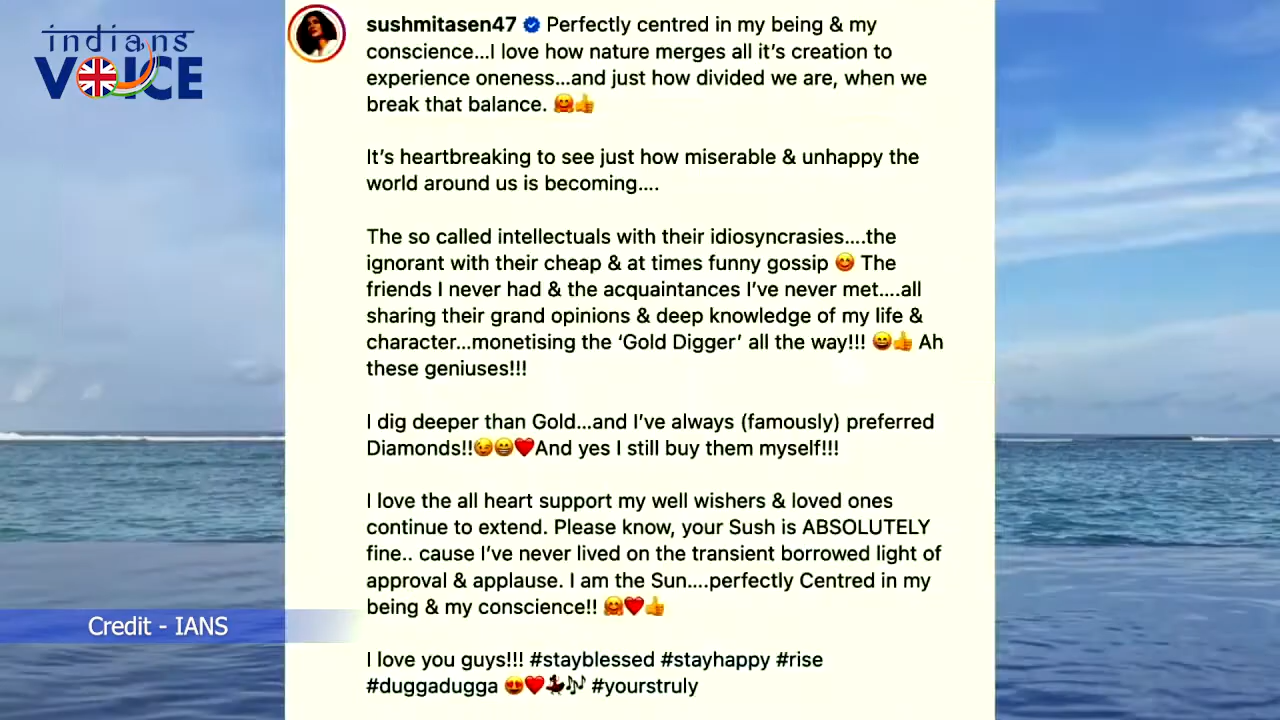 indians
VOICE
sushmitasen47 Perfectly centred in my being & my
conscience...I love how nature merges all it's creation to
experience oneness...and just how divided we are, when we
break that balance. 🤗👍
It's heartbreaking to see just how miserable & unhappy the
world around us is becoming....
The so called intellectuals with their idiosyncrasies....the
ignorant with their cheap & at times funny gossip 😊 The
friends I never had & the acquaintances I've never met....all
sharing their grand opinions & deep knowledge of my life &
character...monetising the 'Gold Digger' all the way!!! 😄👍 Ah
these geniuses!!!
I dig deeper than Gold...and I've always (famously) preferred
Diamonds!!😉😁❤️And yes I still buy them myself!!!
I love the all heart support my well wishers & loved ones
continue to extend. Please know, your Sush is ABSOLUTELY
fine.. cause I've never lived on the transient borrowed light of
approval & applause. I am the Sun....perfectly Centred in my
being & my conscience!! 🤗❤️👍
I love you guys!!! #stayblessed #stayhappy #rise
#duggadugga 😍❤️💃🎶 #yourstruly
Credit - IANS